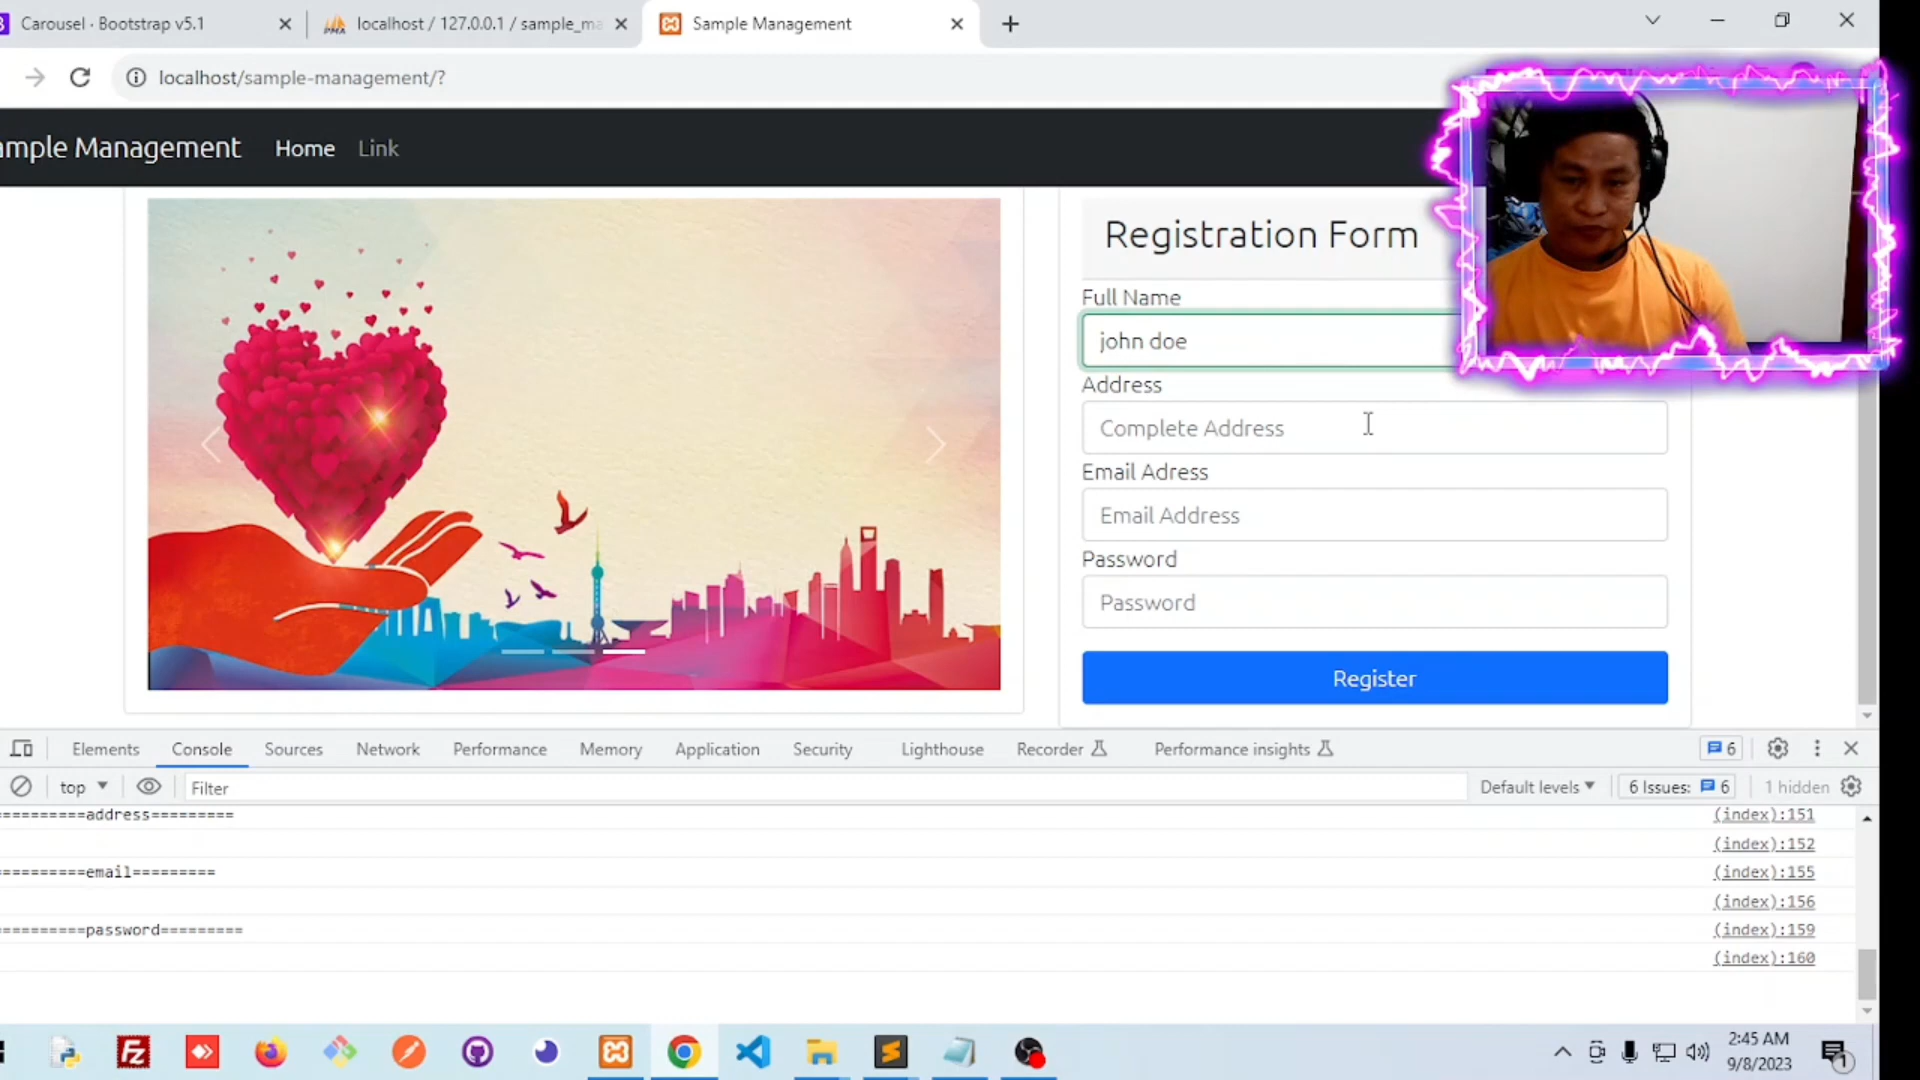 Carousel · Bootstrap v5.1
localhost / 127.0.0.1 / sample_ma
Sample Management
localhost/sample-management/?
ample Management
Home
Link
Registration Form
Full Name
john doe
Address
Complete Address
Email Adress
Email Address
Password
Password
Register
Elements
Console
Sources
Network
Performance
Memory
Application
Security
Lighthouse
Recorder
Performance insights
6
top
Filter
Default levels
6 Issues:
6
1 hidden
==========address=========
(index):151
(index):152
==========email=========
(index):155
(index):156
==========password=========
(index):159
(index):160
2:45 AM
9/8/2023
1